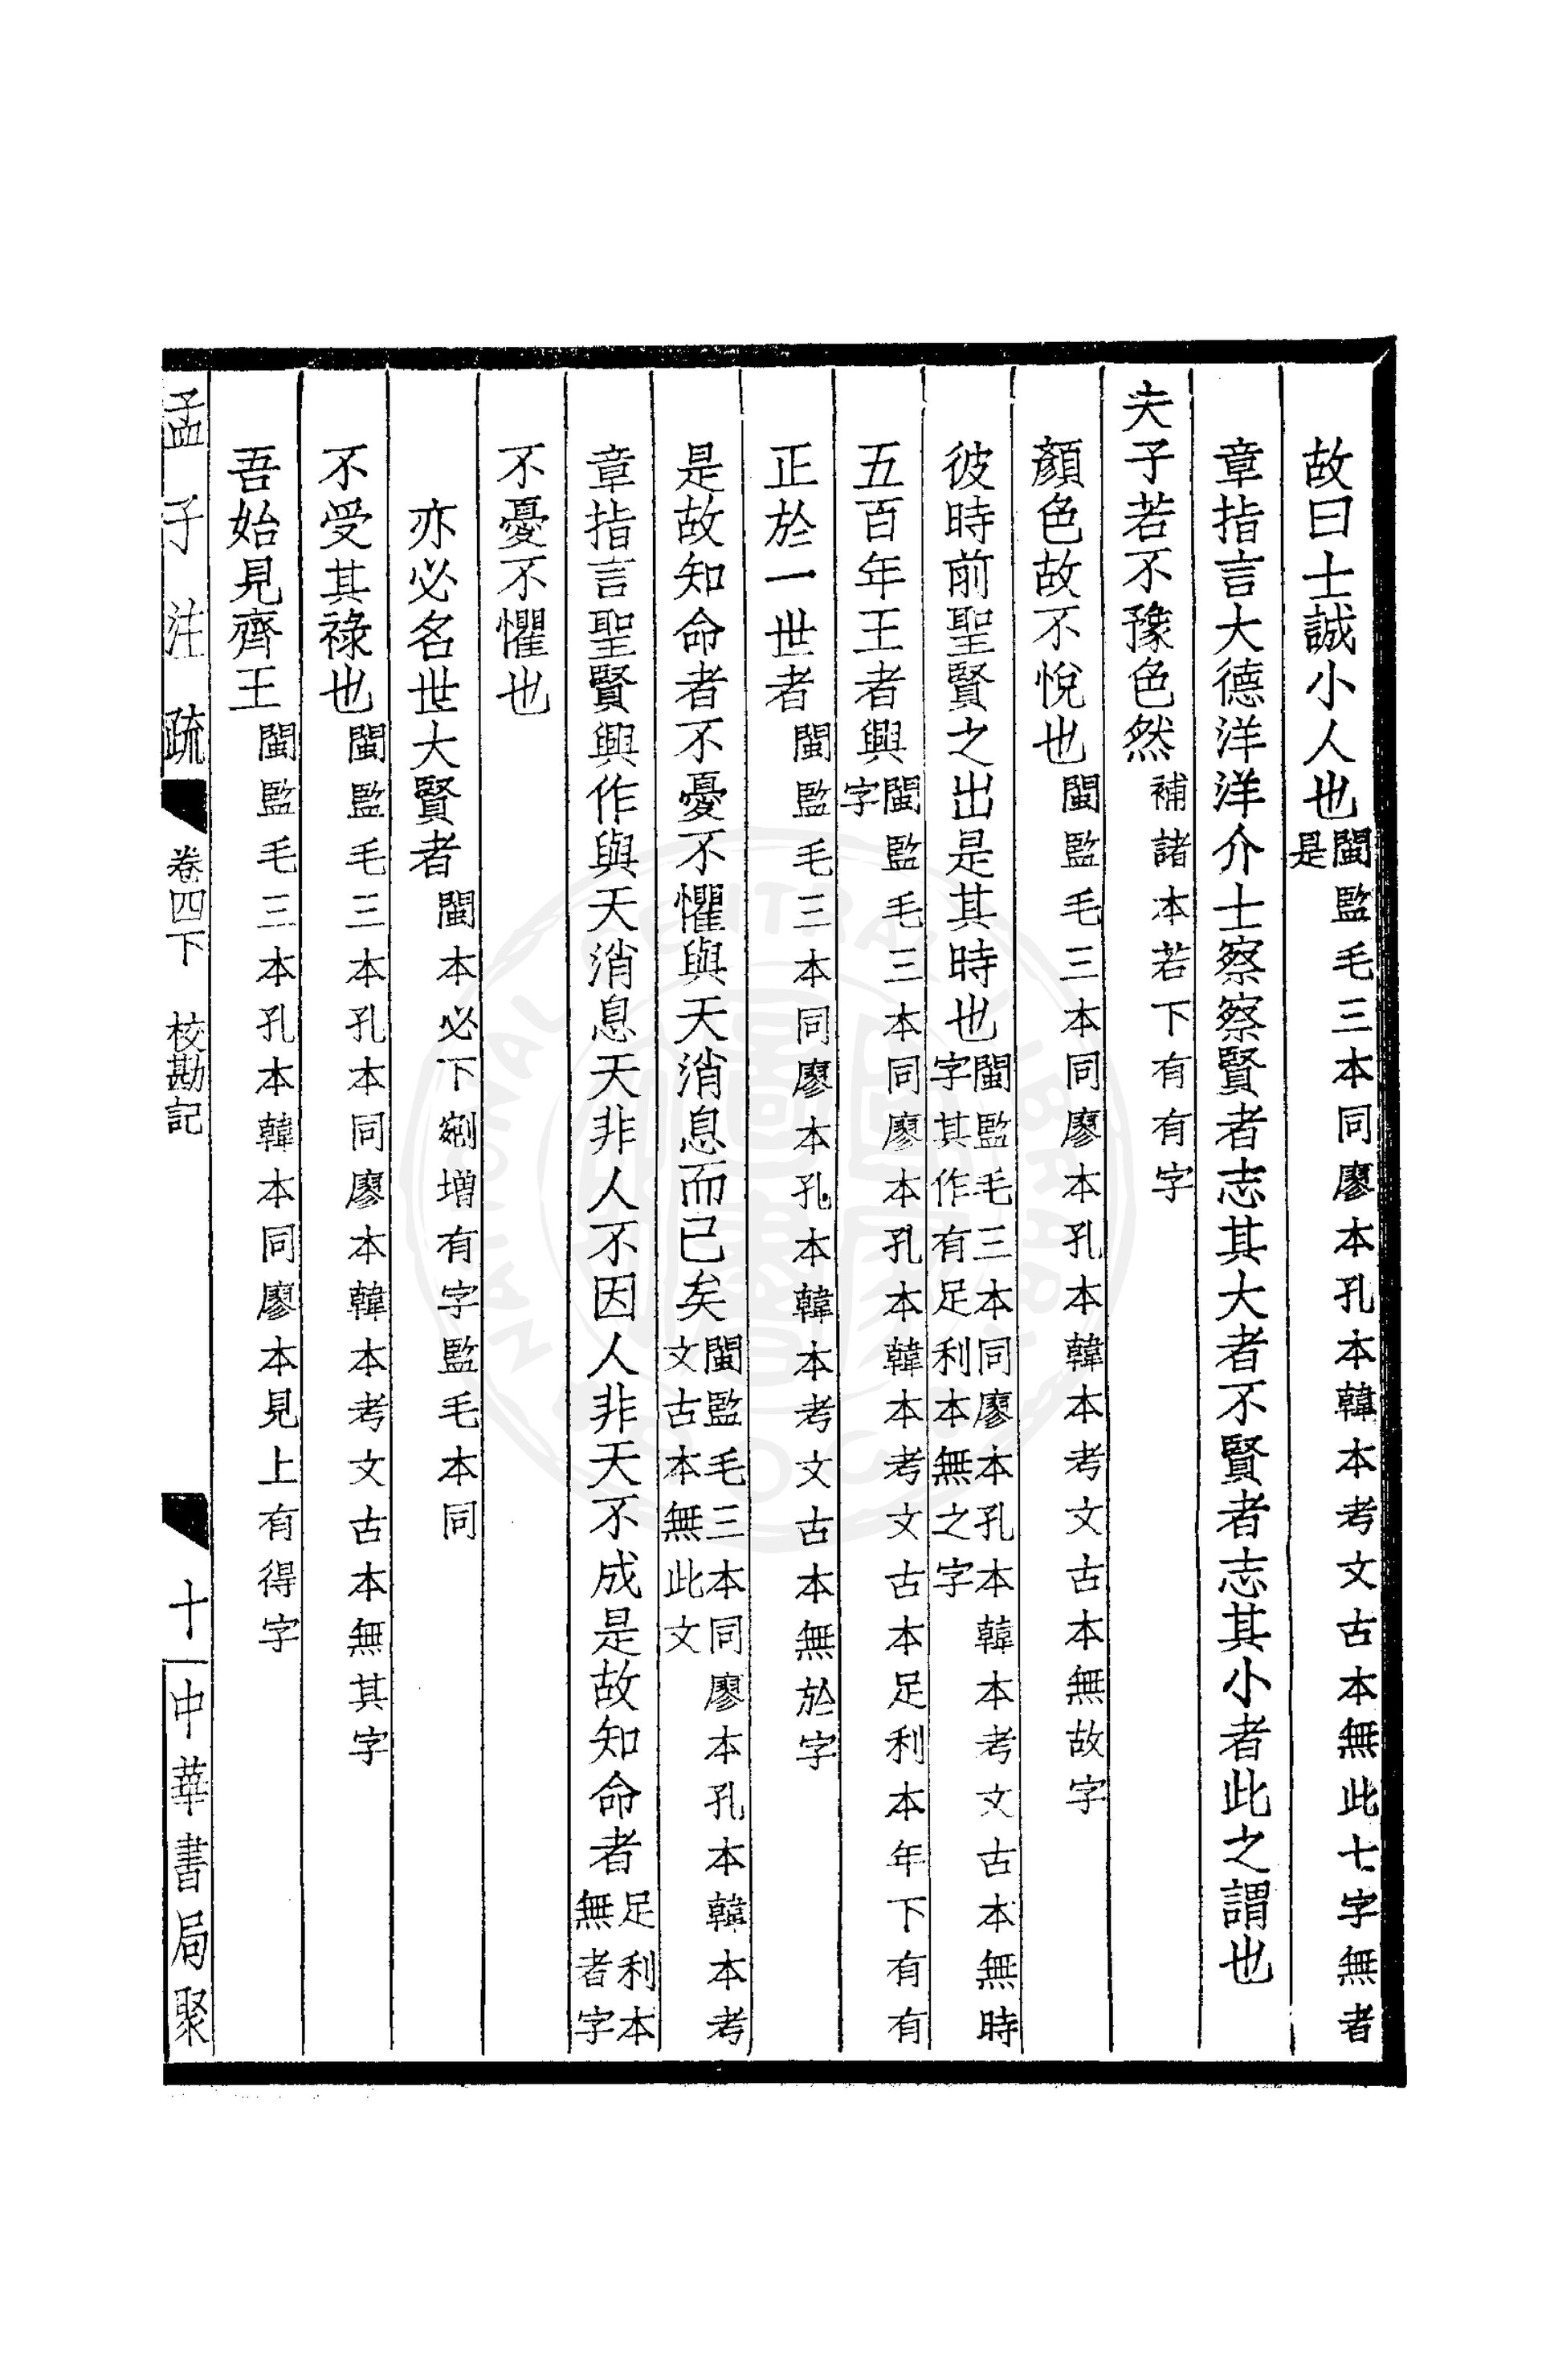 故曰士誠小人也閩監毛三本同廖本孔本韓本考文古本無此七字無者是
章指言大德洋洋介士察察賢者志其大者不賢者志其小者此之謂也
夫子若不豫色然補諸本若下有有字
顏色故不悅也閩監毛三本同廖本孔本韓本考文古本無故字
彼時前聖賢之出是其時也閩監毛三本同廖本孔本韓本考文古本無時字其作有足利本無之字
五百年王者興閩監毛三本同廖本孔本韓本考文古本足利本年下有有字
正於一世者閩監毛三本同廖本孔本韓本考文古本無於字
是故知命者不憂不懼與天消息而已矣閩監毛三本同廖本孔本韓本考文古本無此文
章指言聖賢興作與天消息天非人不因人非天不成是故知命者足利本無者字
不憂不懼也
亦必名世大賢者閩本必下剜增有字監毛本同
不受其祿也閩監毛三本孔本同廖本韓本考文古本無其字
吾始見齊王閩監毛三本孔本韓本同廖本見上有得字
孟子注疏 卷四下 校勘記 十一 中華書局聚
NATIONAL CENTRAL LIBRARY